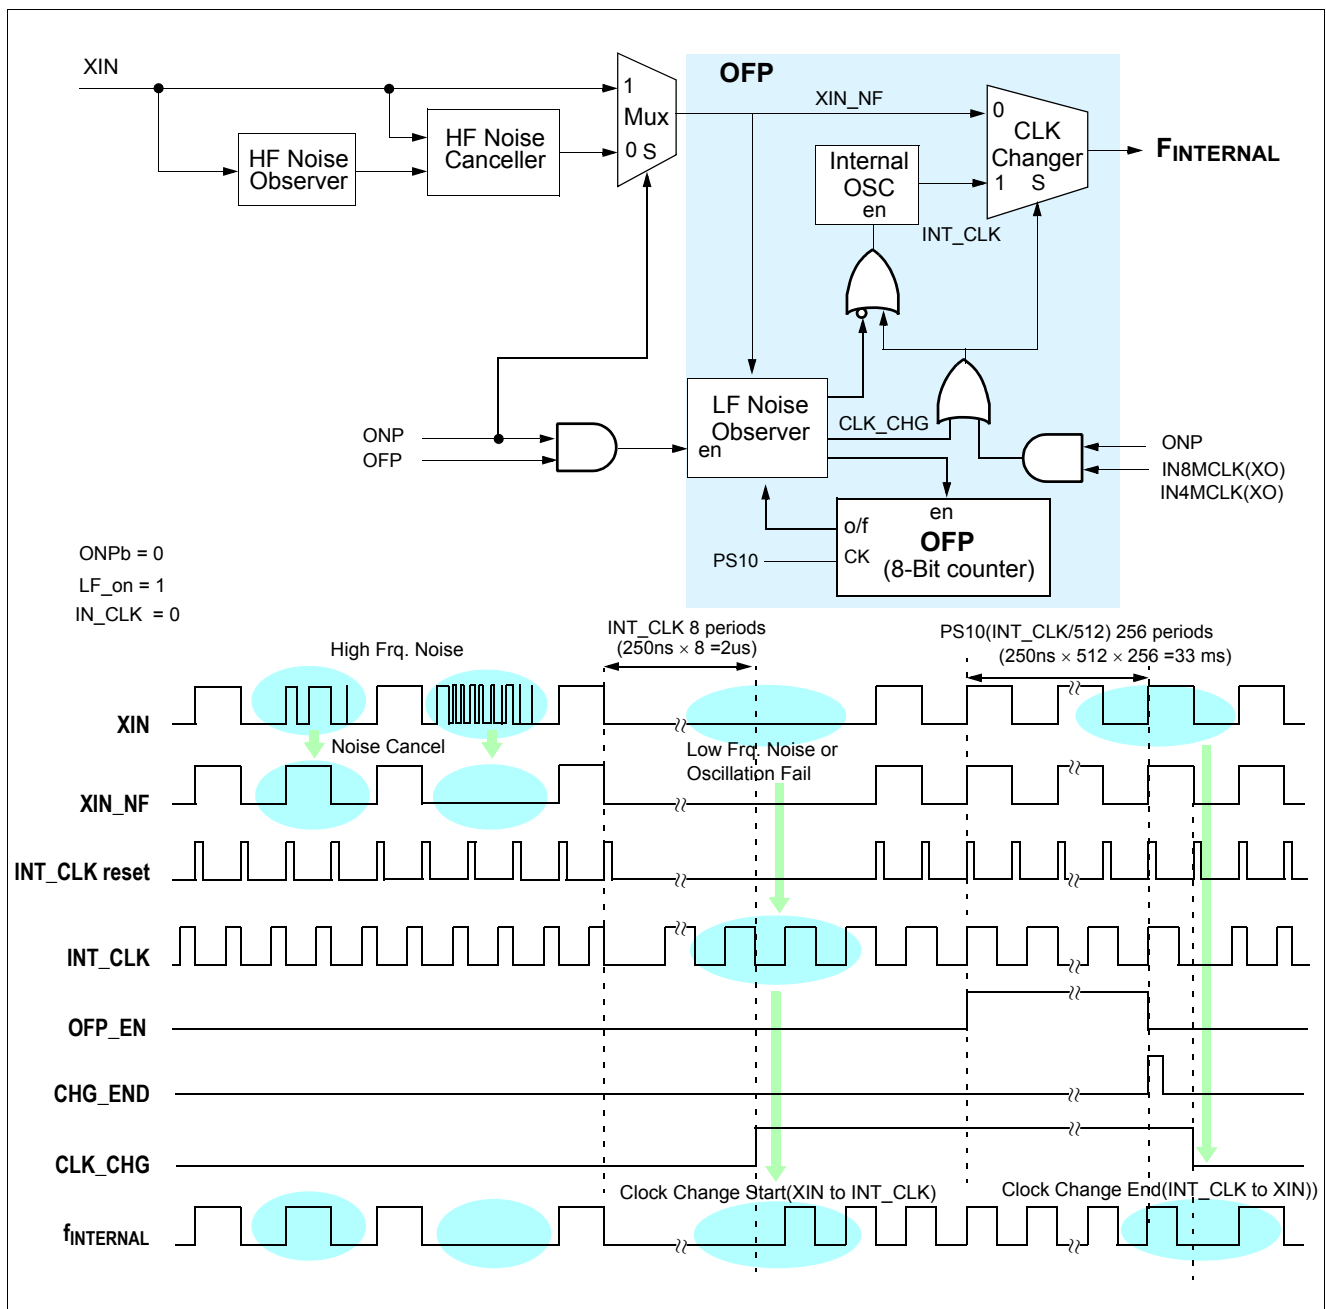 XIN
OFP
1
Mux
0 S
HF Noise
Observer
HF Noise
Canceller
XIN_NF
0
CLK
Changer
1 S
FINTERNAL
Internal
OSC
en
INT_CLK
LF Noise
Observer
en
CLK_CHG
ONP
OFP
ONP
IN8MCLK(XO)
IN4MCLK(XO)
en
o/f
OFP
CK
(8-Bit counter)
PS10
ONPb = 0
LF_on = 1
IN_CLK = 0
INT_CLK 8 periods
(250ns × 8 =2us)
PS10(INT_CLK/512) 256 periods
(250ns × 512 × 256 =33 ms)
High Frq. Noise
XIN
Noise Cancel
Low Frq. Noise or
Oscillation Fail
XIN_NF
INT_CLK reset
INT_CLK
OFP_EN
CHG_END
CLK_CHG
Clock Change Start(XIN to INT_CLK)
Clock Change End(INT_CLK to XIN))
fINTERNAL